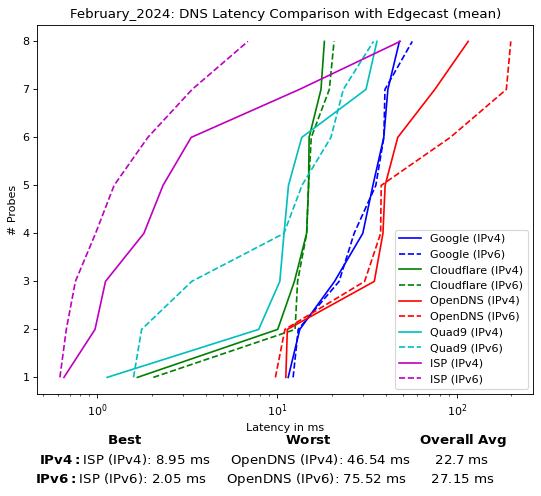 February_2024: DNS Latency Comparison with Edgecast (mean)
8
7
6
5
4
3
2
1
# Probes
Google (IPv4)
Google (IPv6)
Cloudflare (IPv4)
Cloudflare (IPv6)
OpenDNS (IPv4)
OpenDNS (IPv6)
Quad9 (IPv4)
Quad9 (IPv6)
ISP (IPv4)
ISP (IPv6)
10⁰ 10¹ 10²
Latency in ms
Best Worst Overall Avg
IPv4: ISP (IPv4): 8.95 ms OpenDNS (IPv4): 46.54 ms 22.7 ms
IPv6: ISP (IPv6): 2.05 ms OpenDNS (IPv6): 75.52 ms 27.15 ms